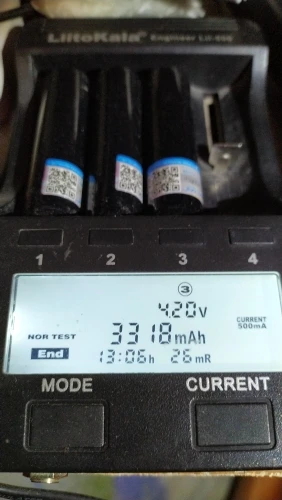 LiitoKala Engineer Lii-500
1 2 3 4
3
4.20v
CURRENT
500mA
NOR TEST
3318mAh
End
13:06h 26mR
MODE CURRENT